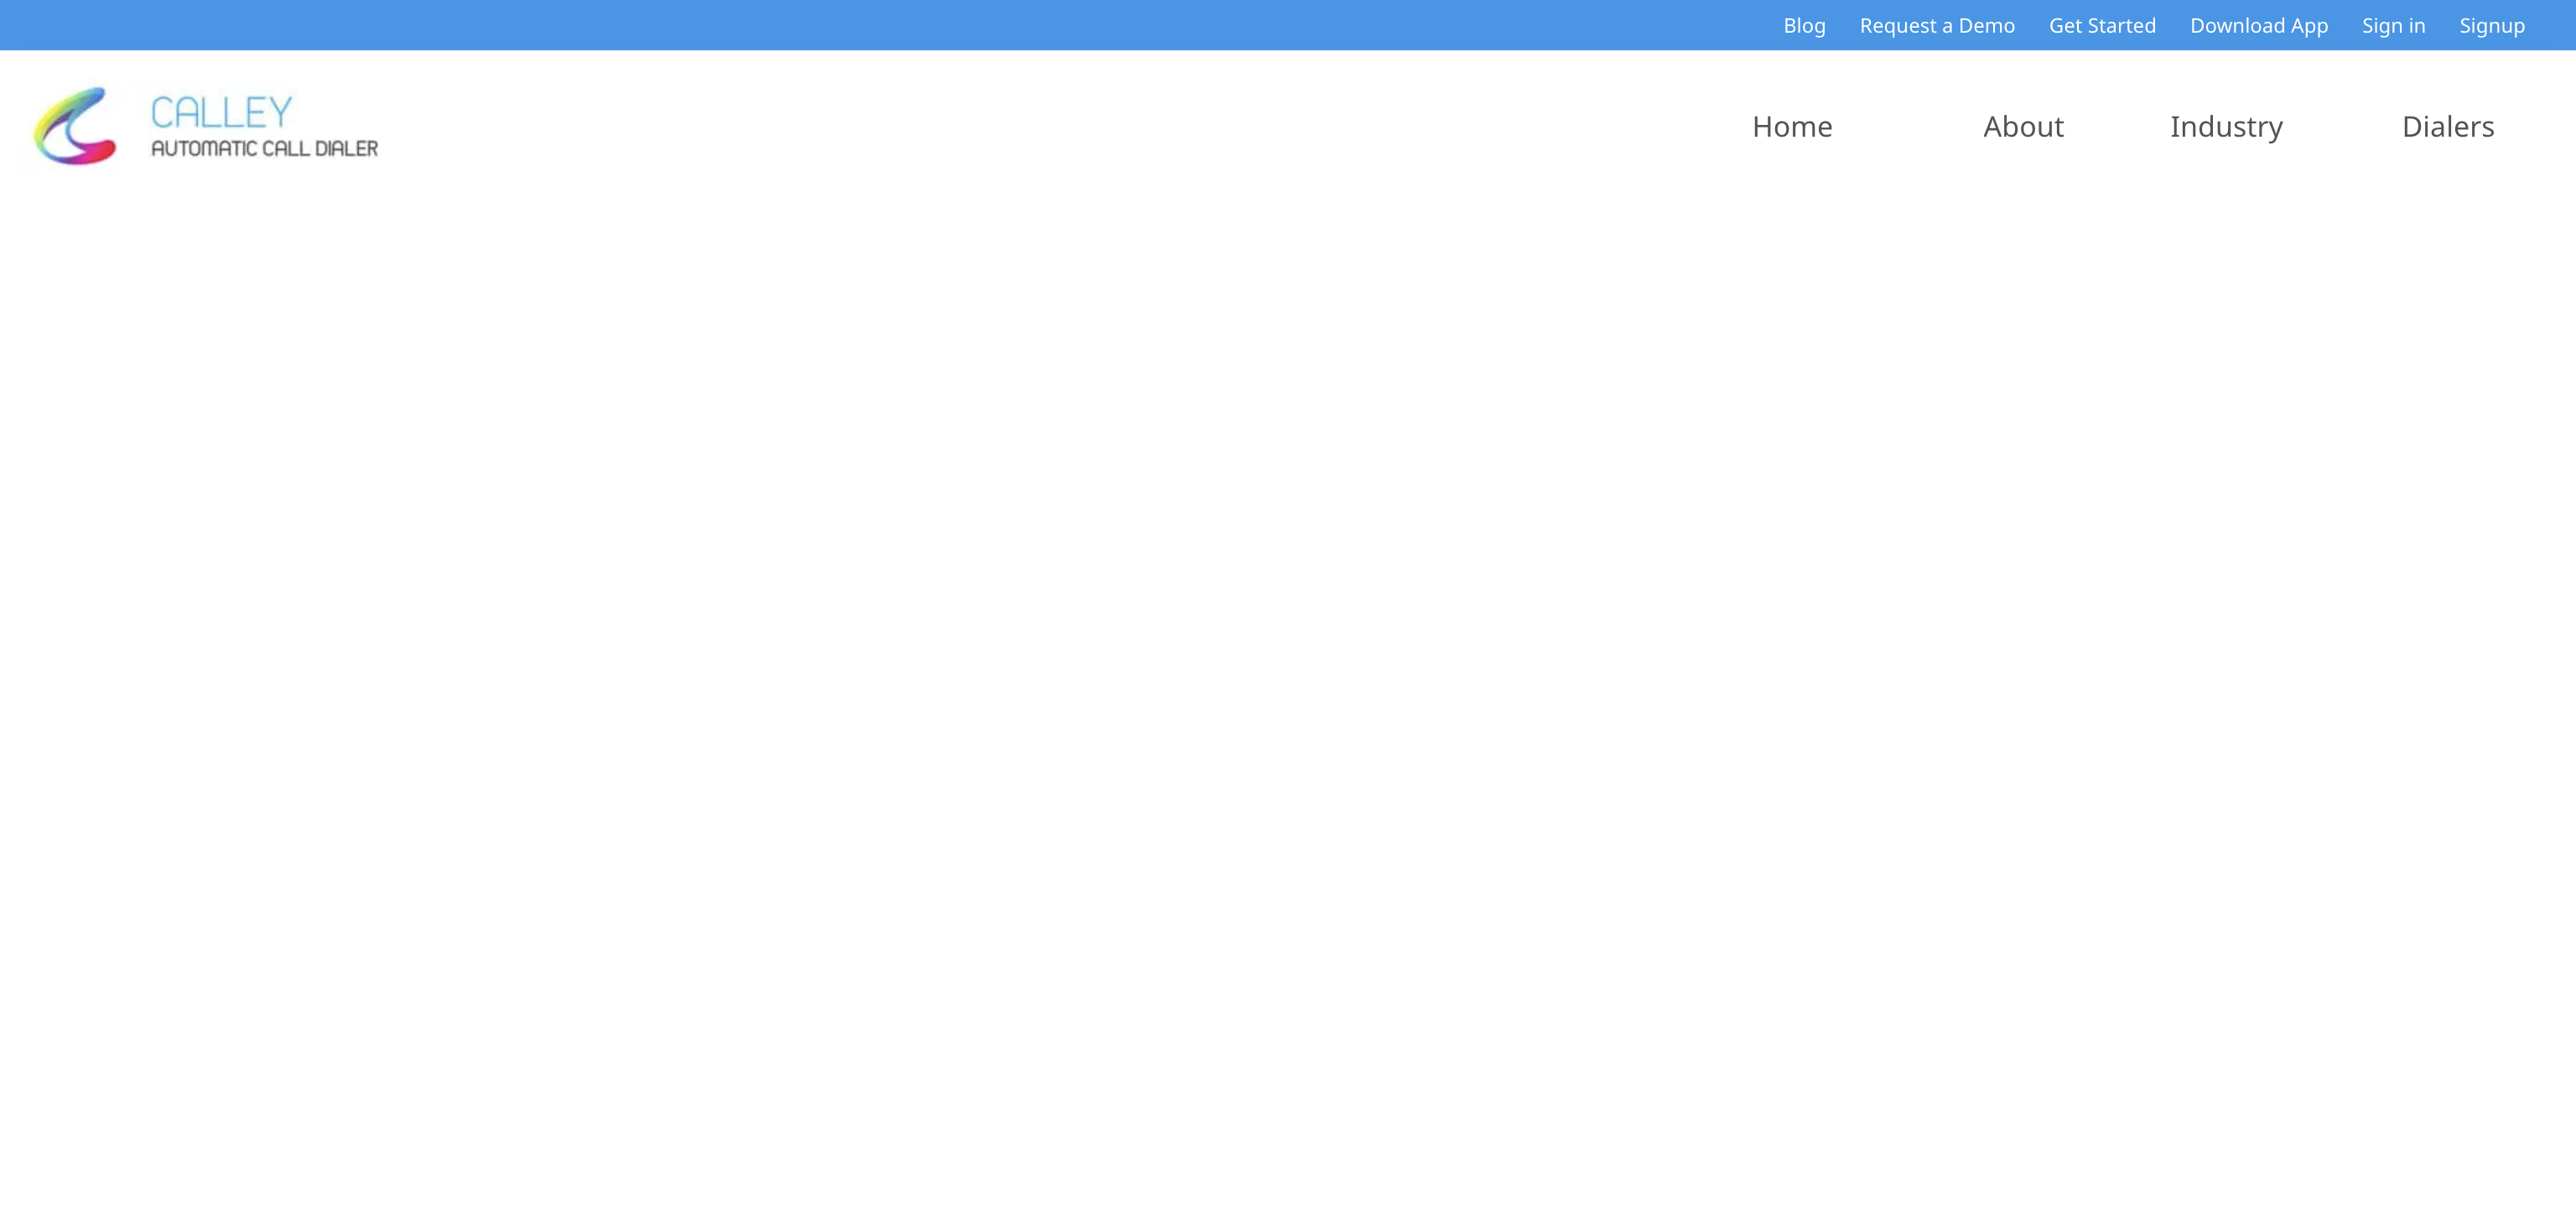 Blog Request a Demo Get Started Download App Sign in Signup
CALLEY
AUTOMATIC CALL DIALER
Home About Industry Dialers